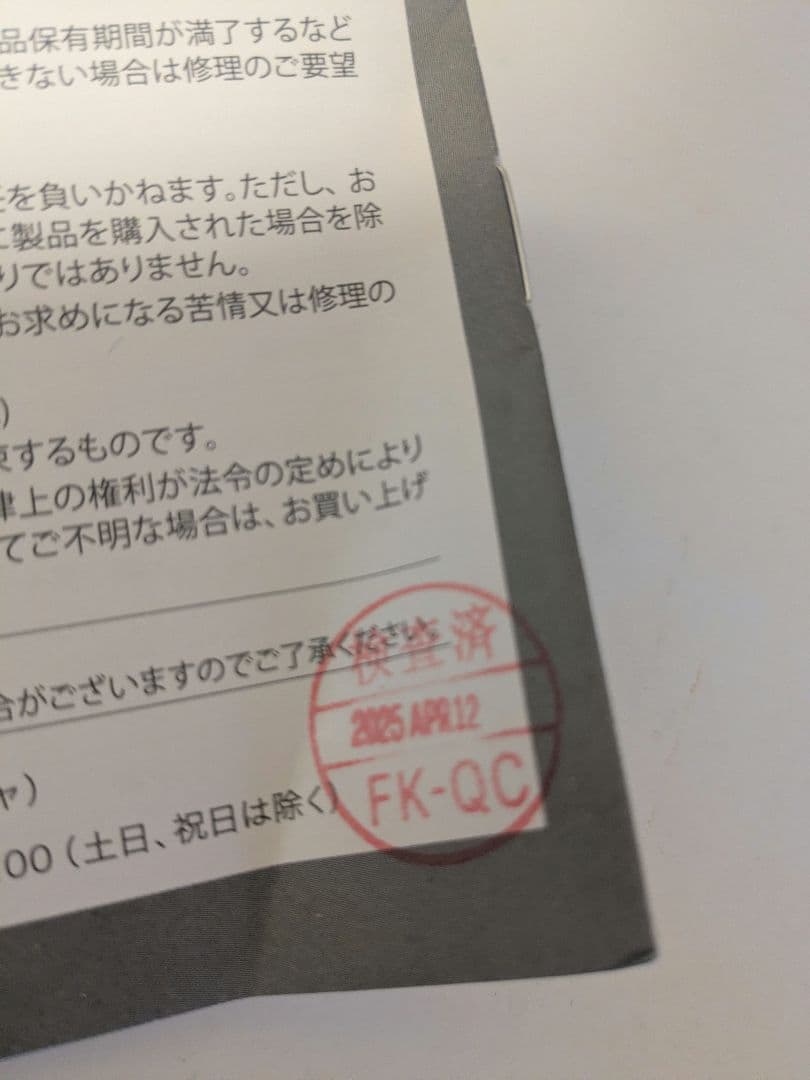 品保有期間が満了するなど
きない場合は修理のご要望
を負いかねます。ただし、お
に製品を購入された場合を除
りではありません。
お求めになる苦情又は修理の
)
束するものです。
律上の権利が法令の定めにより
てご不明な場合は、お買い上げ
合がございますのでご了承ください。
ャ)
00(土日、祝日は除く)
検査済
2025 APR.12
FK-QC